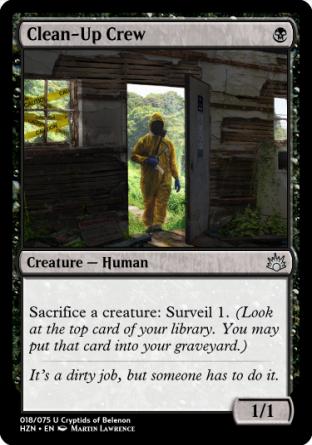 Clean-Up Crew
Creature — Human
Sacrifice a creature: Surveil 1. (Look
at the top card of your library. You may
put that card into your graveyard.)
It's a dirty job, but someone has to do it.
1/1
018/075 U Cryptids of Belenon
HZN • EN Martin Lawrence